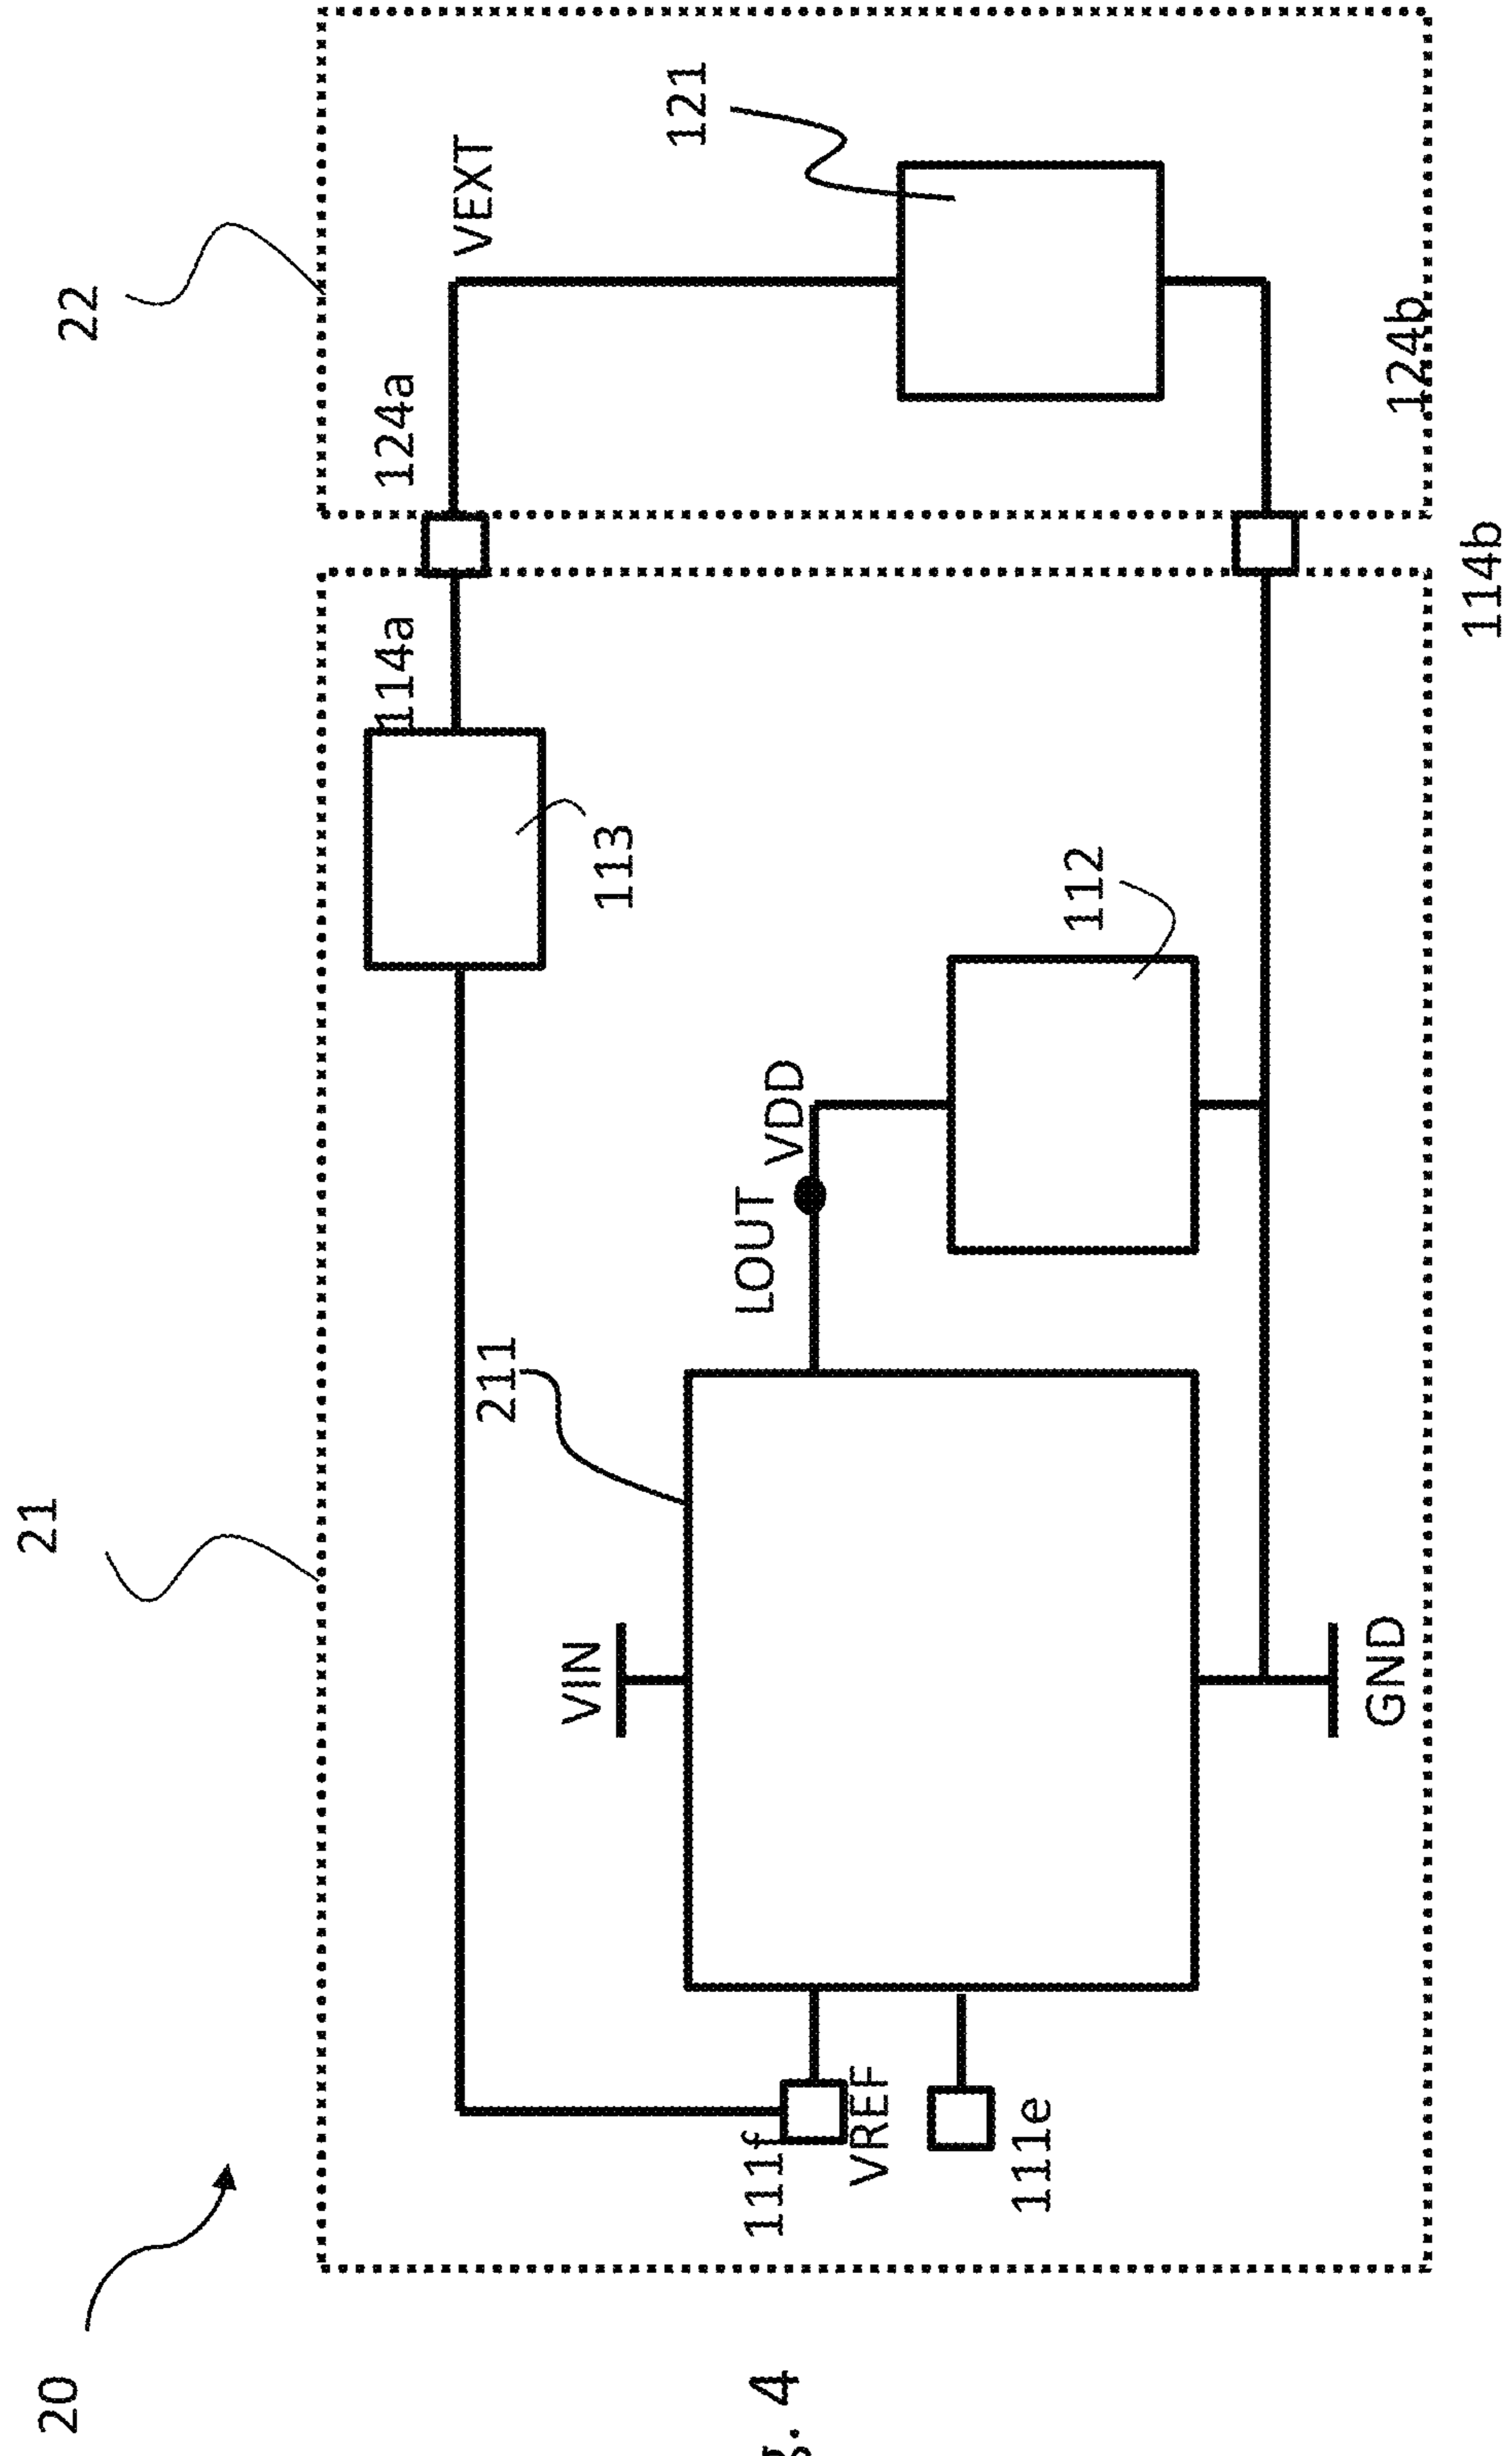 20
21
22
114a
124a
VEXT
113
121
211
VIN
LOUT
VDD
112
111f
VREF
111e
GND
124b
114b
g. 4